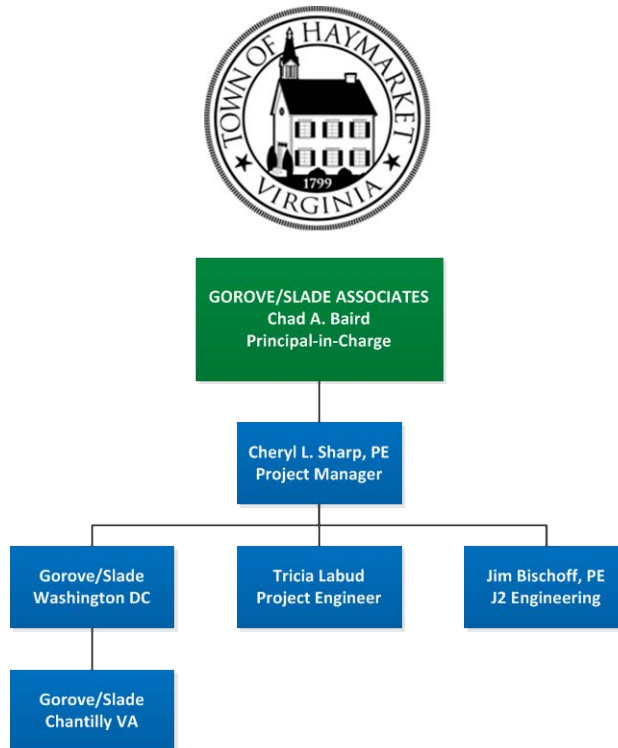 TOWN OF HAYMARKET
VIRGINIA
1799
GOROVE/SLADE ASSOCIATES
Chad A. Baird
Principal-in-Charge
Cheryl L. Sharp, PE
Project Manager
Gorove/Slade
Washington DC
Tricia Labud
Project Engineer
Jim Bischoff, PE
J2 Engineering
Gorove/Slade
Chantilly VA